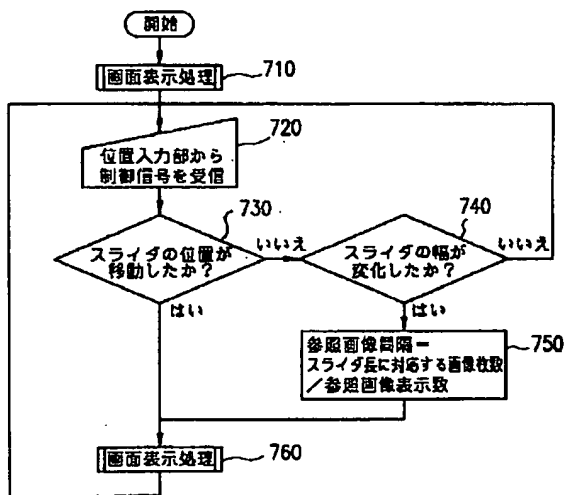 開始
画面表示処理
710
720
位置入力部から
制御信号を受信
730
スライダの位置が
移動したか？
いいえ
はい
740
スライダの幅が
変化したか？
いいえ
はい
参照画像間隔＝
スライダ長に対応する画像枚数
／参照画像表示数
750
画面表示処理
760